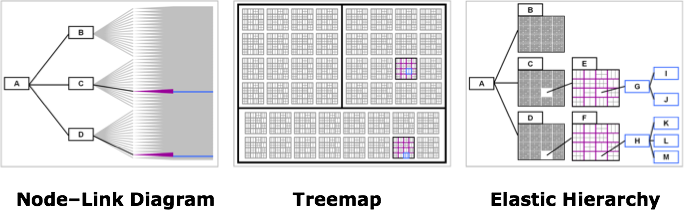 A
B
C
D
A
B
C
E
D
F
G
H
I
J
K
L
M
Node–Link Diagram
Treemap
Elastic Hierarchy